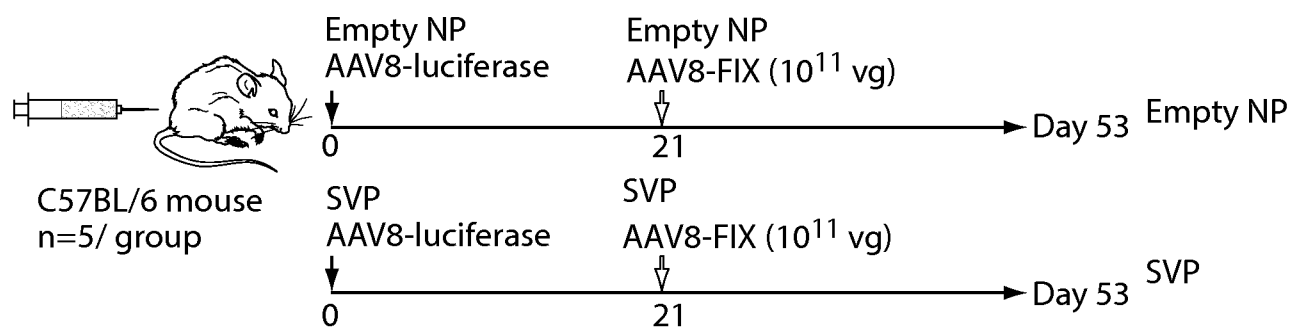 Empty NP
AAV8-luciferase
Empty NP
AAV8-FIX (10¹¹ vg)
0
21
Day 53
Empty NP
C57BL/6 mouse
n=5/ group
SVP
AAV8-luciferase
SVP
AAV8-FIX (10¹¹ vg)
0
21
Day 53
SVP